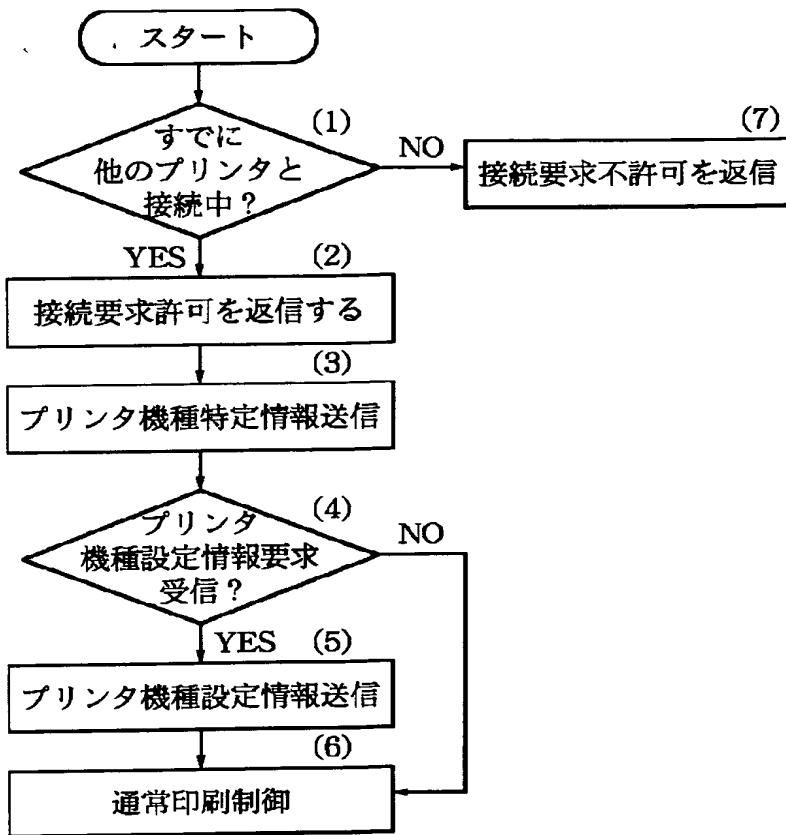 スタート
(1)
すでに
他のプリンタと
接続中?
NO
(7)
接続要求不許可を返信
YES
(2)
接続要求許可を返信する
(3)
プリンタ機種特定情報送信
(4)
プリンタ
機種設定情報要求
受信?
NO
YES
(5)
プリンタ機種設定情報送信
(6)
通常印刷制御